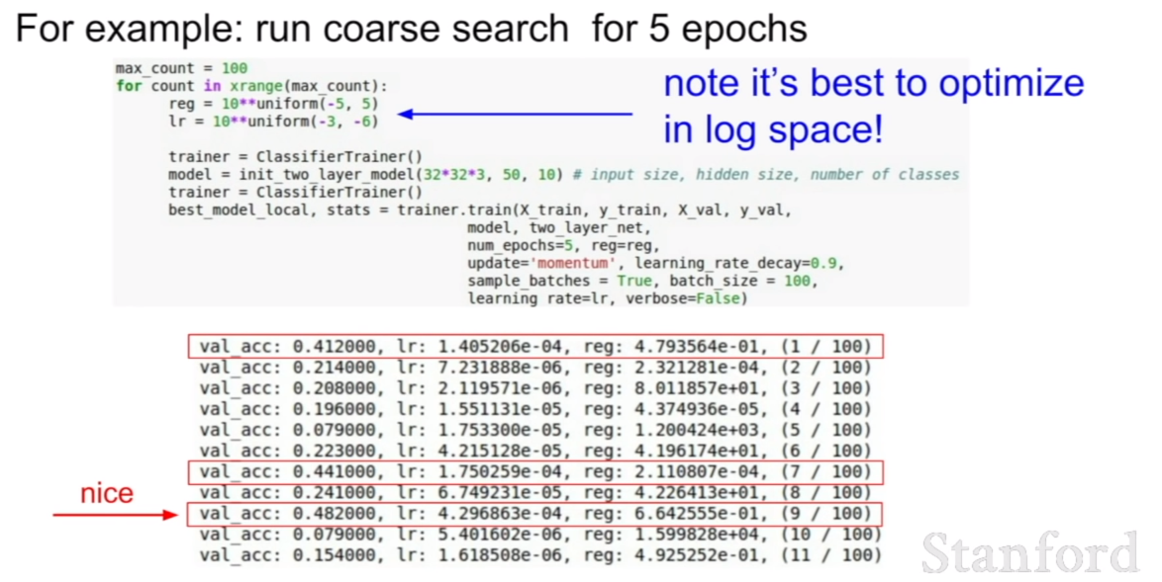 For example: run coarse search for 5 epochs
max_count = 100
for count in xrange(max_count):
reg = 10**uniform(-5, 5)
lr = 10**uniform(-3, -6)
note it's best to optimize
in log space!
trainer = ClassifierTrainer()
model = init_two_layer_model(32*32*3, 50, 10) # input size, hidden size, number of classes
trainer = ClassifierTrainer()
best_model_local, stats = trainer.train(X_train, y_train, X_val, y_val,
model, two_layer_net,
num_epochs=5, reg=reg,
update='momentum', learning_rate_decay=0.9,
sample_batches = True, batch_size = 100,
learning_rate=lr, verbose=False)
val_acc: 0.412000, lr: 1.405206e-04, reg: 4.793564e-01, (1 / 100)
val_acc: 0.214000, lr: 7.231888e-06, reg: 2.321281e-04, (2 / 100)
val_acc: 0.208000, lr: 2.119571e-06, reg: 8.011857e+01, (3 / 100)
val_acc: 0.196000, lr: 1.551131e-05, reg: 4.374936e-05, (4 / 100)
val_acc: 0.079000, lr: 1.753300e-05, reg: 1.200424e+03, (5 / 100)
val_acc: 0.223000, lr: 4.215128e-05, reg: 4.196174e+01, (6 / 100)
val_acc: 0.441000, lr: 1.750259e-04, reg: 2.110807e-04, (7 / 100)
val_acc: 0.241000, lr: 6.749231e-05, reg: 4.226413e+01, (8 / 100)
nice
val_acc: 0.482000, lr: 4.296863e-04, reg: 6.642555e-01, (9 / 100)
val_acc: 0.079000, lr: 5.401602e-06, reg: 1.599828e+04, (10 / 100)
val_acc: 0.154000, lr: 1.618508e-06, reg: 4.925252e-01, (11 / 100)
Stanford